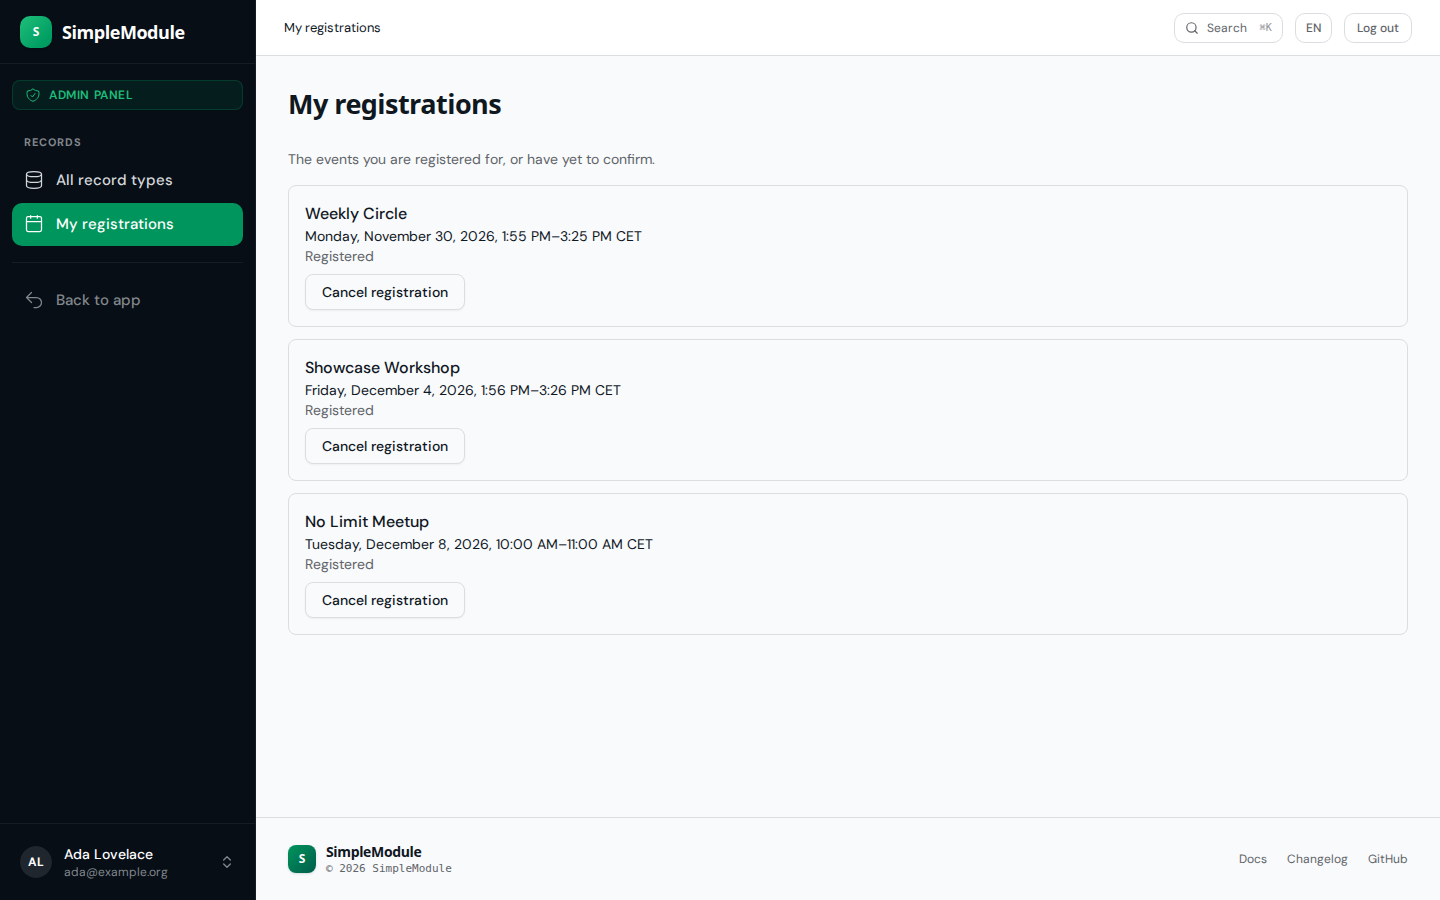 S SimpleModule
ADMIN PANEL
RECORDS
All record types
My registrations
Back to app
AL
Ada Lovelace
ada@example.org
My registrations
Search ⌘K
EN
Log out
My registrations
The events you are registered for, or have yet to confirm.
Weekly Circle
Monday, November 30, 2026, 1:55 PM–3:25 PM CET
Registered
Cancel registration
Showcase Workshop
Friday, December 4, 2026, 1:56 PM–3:26 PM CET
Registered
Cancel registration
No Limit Meetup
Tuesday, December 8, 2026, 10:00 AM–11:00 AM CET
Registered
Cancel registration
S SimpleModule
© 2026 SimpleModule
Docs Changelog GitHub